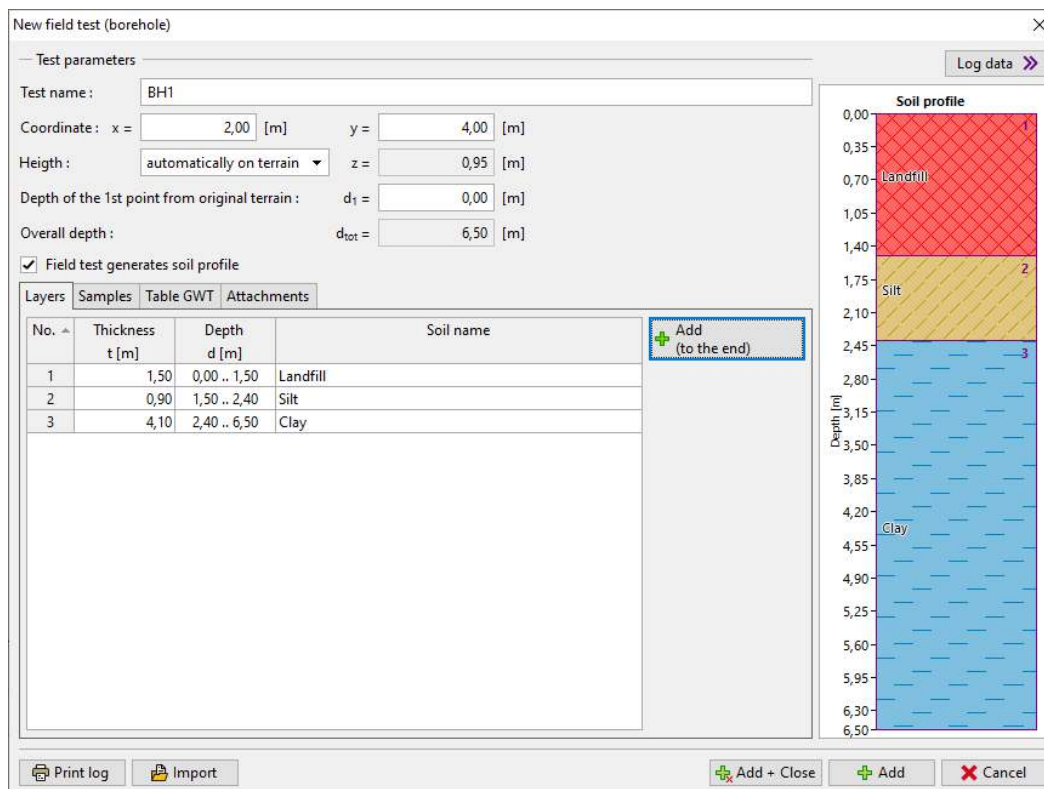 New field test (borehole)
Test parameters
Log data
Test name : BH1
Coordinate : x = 2,00 [m] y = 4,00 [m]
Heigth : automatically on terrain z = 0,95 [m]
Depth of the 1st point from original terrain : d1 = 0,00 [m]
Overall depth : dtot = 6,50 [m]
Field test generates soil profile
Layers Samples Table GWT Attachments
No. Thickness Depth Soil name
t [m] d [m]
1 1,50 0,00 .. 1,50 Landfill
2 0,90 1,50 .. 2,40 Silt
3 4,10 2,40 .. 6,50 Clay
Add
(to the end)
Soil profile
0,00
1
0,35
0,70
Landfill
1,05
1,40
2
1,75
Silt
2,10
2,45
3
2,80
Depth [m]
3,15
3,50
3,85
4,20
Clay
4,55
4,90
5,25
5,60
5,95
6,30
6,50
Print log Import Add + Close Add Cancel